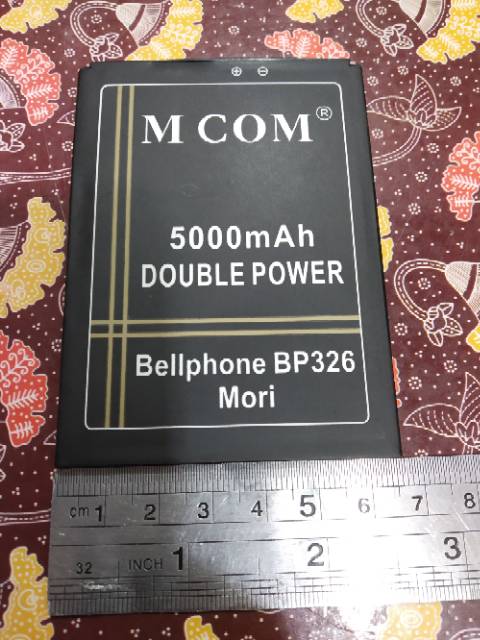 ⊕ ⊖
M COM®
5000mAh
DOUBLE POWER
Bellphone BP326
Mori
cm 1 2 3 4 5 6 7 8
32 INCH 1 2 3